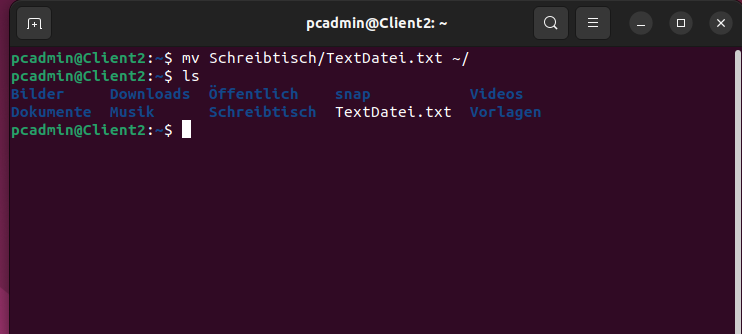 pcadmin@Client2: ~
pcadmin@Client2:~$ mv Schreibtisch/TextDatei.txt ~/
pcadmin@Client2:~$ ls
Bilder     Downloads  Öffentlich   snap           Videos
Dokumente  Musik      Schreibtisch  TextDatei.txt  Vorlagen
pcadmin@Client2:~$